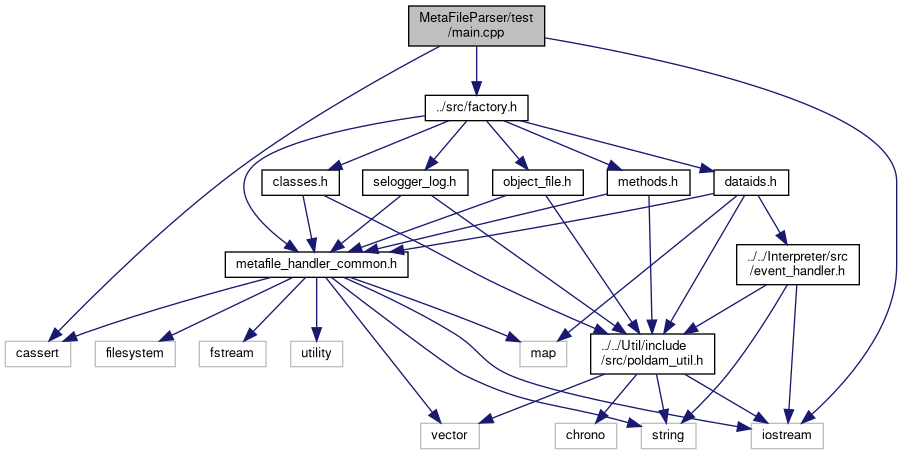 MetaFileParser/test
/main.cpp
../src/factory.h
classes.h
selogger_log.h
object_file.h
methods.h
dataids.h
metafile_handler_common.h
../../Interpreter/src
/event_handler.h
cassert
filesystem
fstream
utility
map
../../Util/include
/src/poldam_util.h
vector
chrono
string
iostream